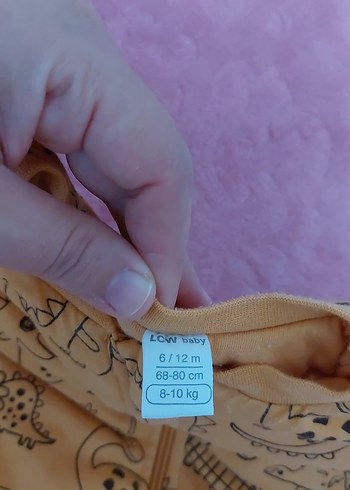 LCW baby
6 / 12 m
68-80 cm
8-10 kg